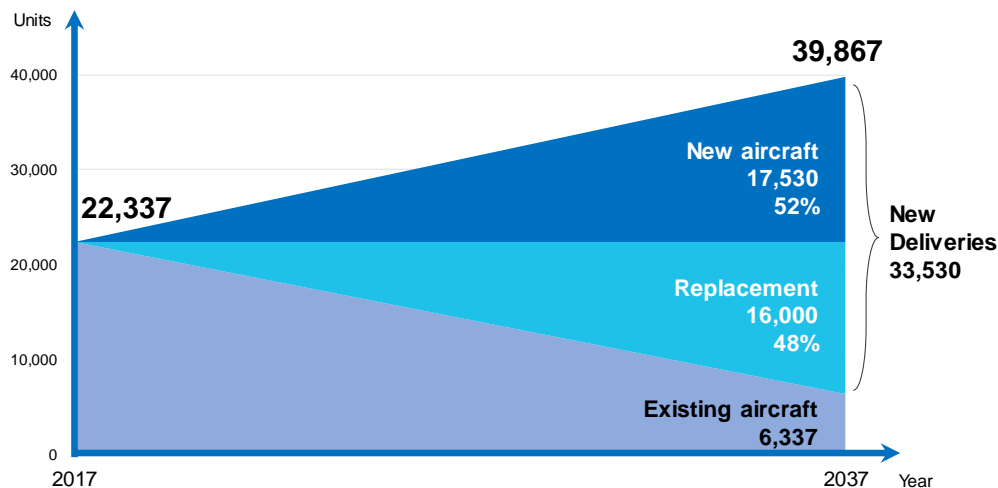 Units
39,867
40,000
New aircraft
17,530
52%
30,000
22,337
New
Deliveries
33,530
20,000
Replacement
16,000
48%
10,000
Existing aircraft
6,337
0
2017
2037
Year